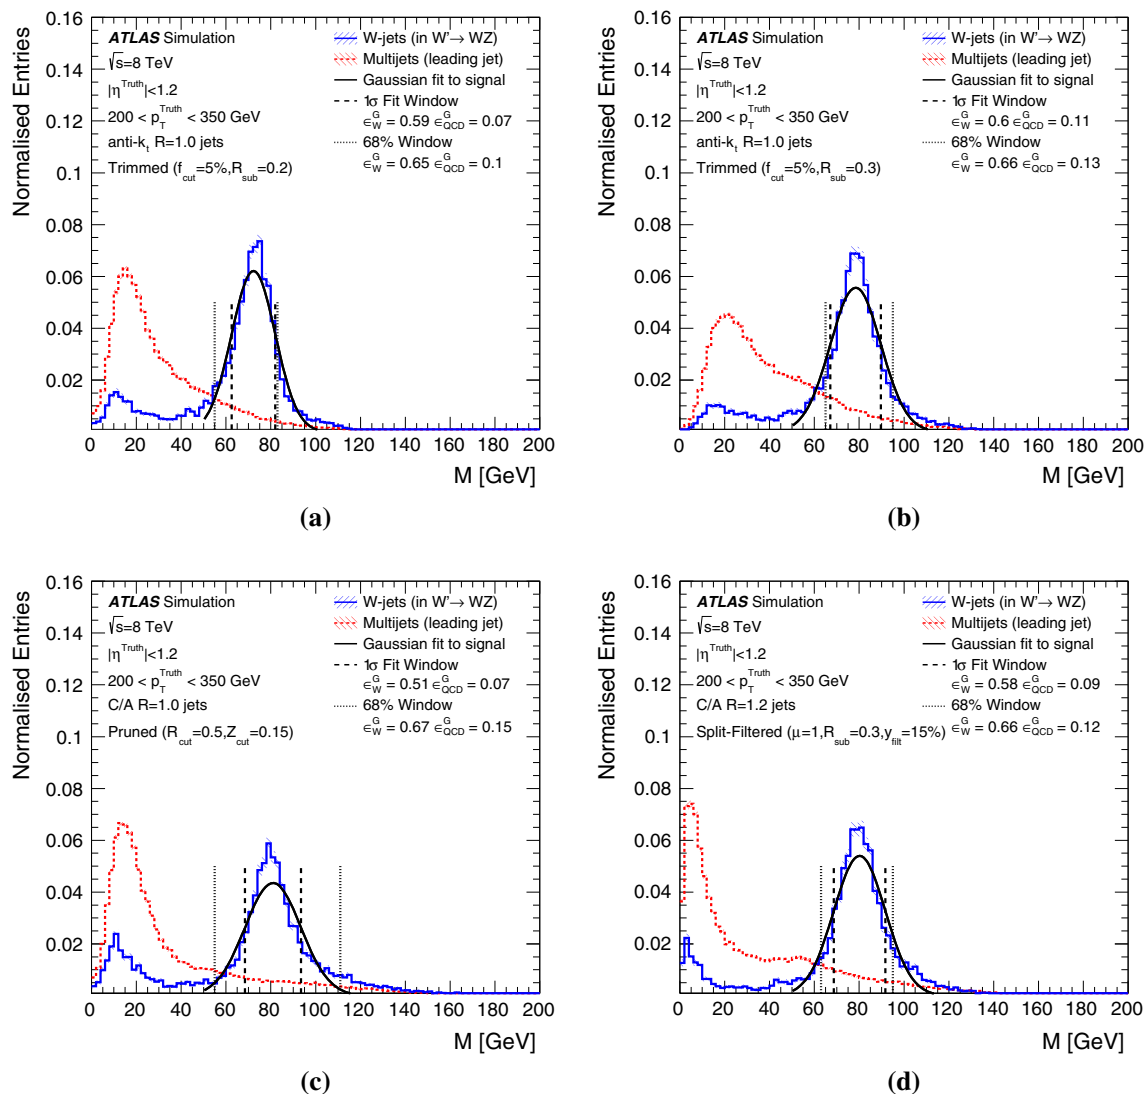 Normalised Entries
0.16
0.14
0.12
0.1
0.08
0.06
0.04
0.02
ATLAS Simulation
√s=8 TeV
|η^Truth|<1.2
200 < p_T^Truth < 350 GeV
anti-k_t R=1.0 jets
Trimmed (f_cut=5%,R_sub=0.2)
W-jets (in W'→ WZ)
Multijets (leading jet)
Gaussian fit to signal
1σ Fit Window
ϵ_W^G = 0.59 ϵ_QCD^G = 0.07
68% Window
ϵ_W^G = 0.65 ϵ_QCD^G = 0.1
0 20 40 60 80 100 120 140 160 180 200
M [GeV]
(a)
Normalised Entries
0.16
0.14
0.12
0.1
0.08
0.06
0.04
0.02
ATLAS Simulation
√s=8 TeV
|η^Truth|<1.2
200 < p_T^Truth < 350 GeV
anti-k_t R=1.0 jets
Trimmed (f_cut=5%,R_sub=0.3)
W-jets (in W'→ WZ)
Multijets (leading jet)
Gaussian fit to signal
1σ Fit Window
ϵ_W^G = 0.6 ϵ_QCD^G = 0.11
68% Window
ϵ_W^G = 0.66 ϵ_QCD^G = 0.13
0 20 40 60 80 100 120 140 160 180 200
M [GeV]
(b)
Normalised Entries
0.16
0.14
0.12
0.1
0.08
0.06
0.04
0.02
ATLAS Simulation
√s=8 TeV
|η^Truth|<1.2
200 < p_T^Truth < 350 GeV
C/A R=1.0 jets
Pruned (R_cut=0.5,Z_cut=0.15)
W-jets (in W'→ WZ)
Multijets (leading jet)
Gaussian fit to signal
1σ Fit Window
ϵ_W^G = 0.51 ϵ_QCD^G = 0.07
68% Window
ϵ_W^G = 0.67 ϵ_QCD^G = 0.15
0 20 40 60 80 100 120 140 160 180 200
M [GeV]
(c)
Normalised Entries
0.16
0.14
0.12
0.1
0.08
0.06
0.04
0.02
ATLAS Simulation
√s=8 TeV
|η^Truth|<1.2
200 < p_T^Truth < 350 GeV
C/A R=1.2 jets
Split-Filtered (μ=1,R_sub=0.3,y_filt=15%)
W-jets (in W'→ WZ)
Multijets (leading jet)
Gaussian fit to signal
1σ Fit Window
ϵ_W^G = 0.58 ϵ_QCD^G = 0.09
68% Window
ϵ_W^G = 0.66 ϵ_QCD^G = 0.12
0 20 40 60 80 100 120 140 160 180 200
M [GeV]
(d)